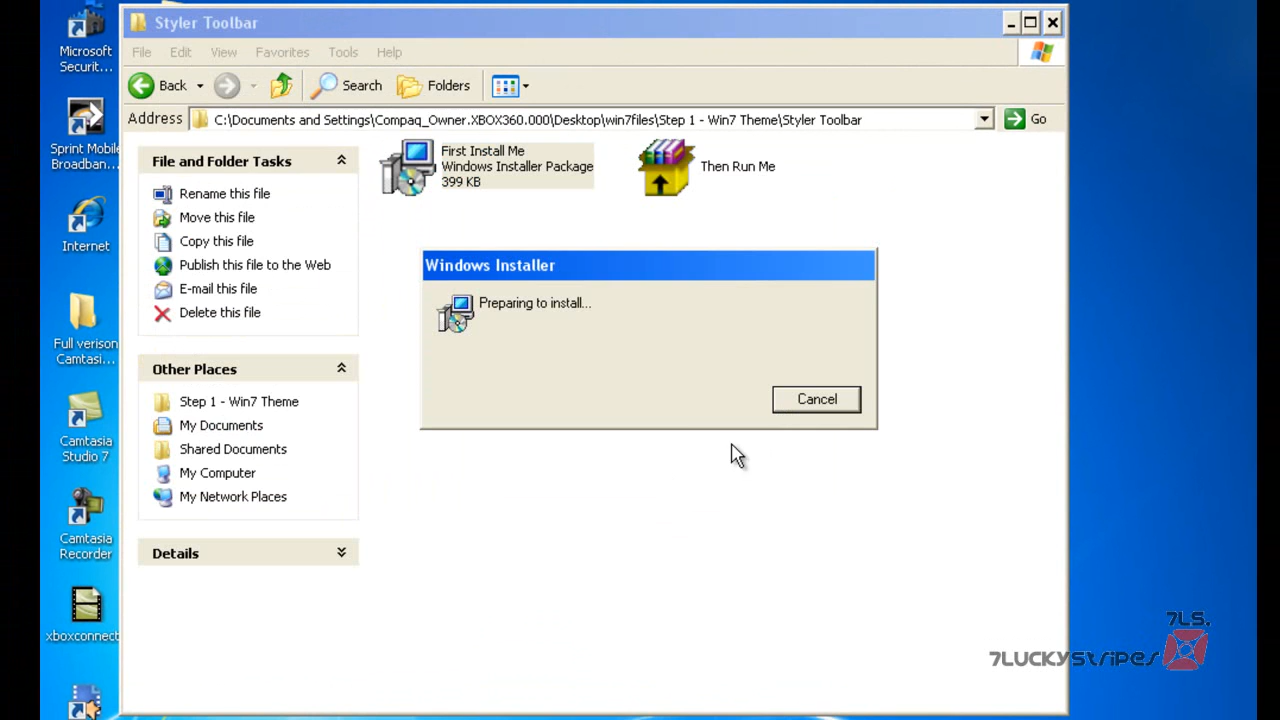 Styler Toolbar
File Edit View Favorites Tools Help
Back Search Folders
Address C:\Documents and Settings\Compaq_Owner.XBOX360.000\Desktop\win7files\Step 1 - Win7 Theme\Styler Toolbar Go
File and Folder Tasks
Rename this file
Move this file
Copy this file
Publish this file to the Web
E-mail this file
Delete this file
Other Places
Step 1 - Win7 Theme
My Documents
Shared Documents
My Computer
My Network Places
Details
First Install Me
Windows Installer Package
399 KB
Then Run Me
Windows Installer
Preparing to install...
Cancel
Microsoft
Securit...
Sprint Mobile
Broadban...
Internet
Full verison
Camtasi...
Camtasia
Studio 7
Camtasia
Recorder
xboxconnect
7LS.
7LUCKYSTRIPES